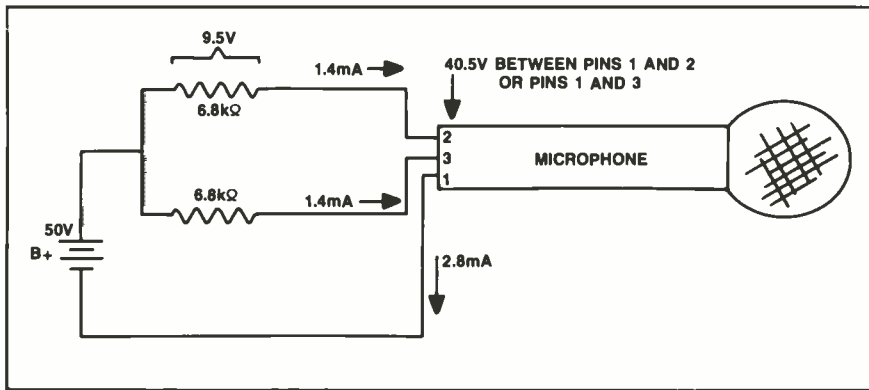 9.5V
1.4mA
6.8kΩ
40.5V BETWEEN PINS 1 AND 2
OR PINS 1 AND 3
2
3
1
MICROPHONE
6.8kΩ
1.4mA
50V
B+
2.8mA